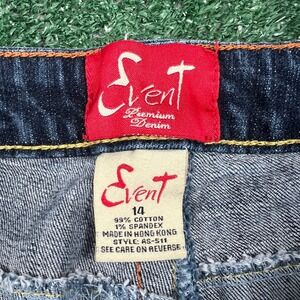 Event
Premium
Denim
Event
14
99% COTTON
1% SPANDEX
MADE IN HONG KONG
STYLE: AS-511
SEE CARE ON REVERSE